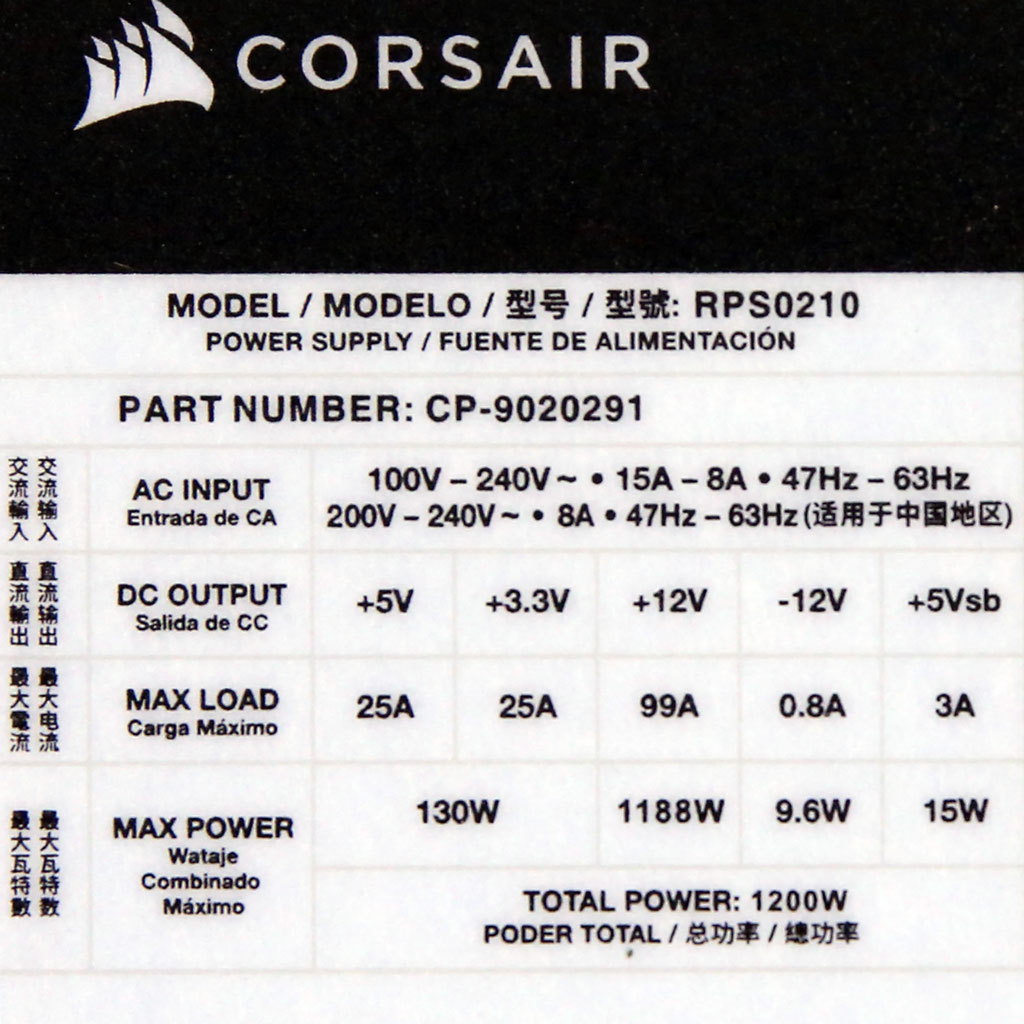 CORSAIR
MODEL / MODELO / 型号 / 型號: RPS0210
POWER SUPPLY / FUENTE DE ALIMENTACIÓN
PART NUMBER: CP-9020291
交流輸入 交流输入
AC INPUT
Entrada de CA
100V – 240V ~ • 15A – 8A • 47Hz – 63Hz
200V – 240V ~ • 8A • 47Hz – 63Hz (适用于中国地区)
直流輸出 直流输出
DC OUTPUT
Salida de CC
+5V +3.3V +12V -12V +5Vsb
最大電流 最大电流
MAX LOAD
Carga Máximo
25A 25A 99A 0.8A 3A
最大瓦特數 最大瓦特数
MAX POWER
Wataje
Combinado
Máximo
130W 1188W 9.6W 15W
TOTAL POWER: 1200W
PODER TOTAL / 总功率 / 總功率